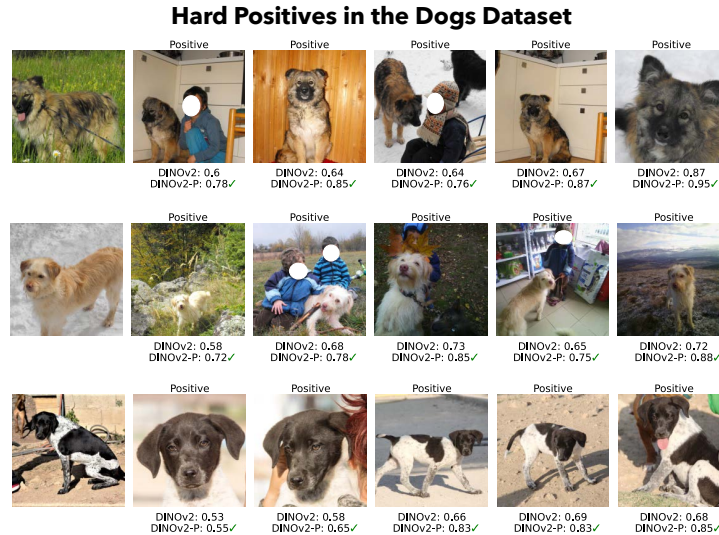 Hard Positives in the Dogs Dataset
Positive Positive Positive Positive Positive
DINOv2: 0.6 DINOv2: 0.64 DINOv2: 0.64 DINOv2: 0.67 DINOv2: 0.87
DINOv2-P: 0.78✓ DINOv2-P: 0.85✓ DINOv2-P: 0.76✓ DINOv2-P: 0.87✓ DINOv2-P: 0.95✓
Positive Positive Positive Positive Positive
DINOv2: 0.58 DINOv2: 0.68 DINOv2: 0.73 DINOv2: 0.65 DINOv2: 0.72
DINOv2-P: 0.72✓ DINOv2-P: 0.78✓ DINOv2-P: 0.85✓ DINOv2-P: 0.75✓ DINOv2-P: 0.88✓
Positive Positive Positive Positive Positive
DINOv2: 0.53 DINOv2: 0.58 DINOv2: 0.66 DINOv2: 0.69 DINOv2: 0.68
DINOv2-P: 0.55✓ DINOv2-P: 0.65✓ DINOv2-P: 0.83✓ DINOv2-P: 0.83✓ DINOv2-P: 0.85✓